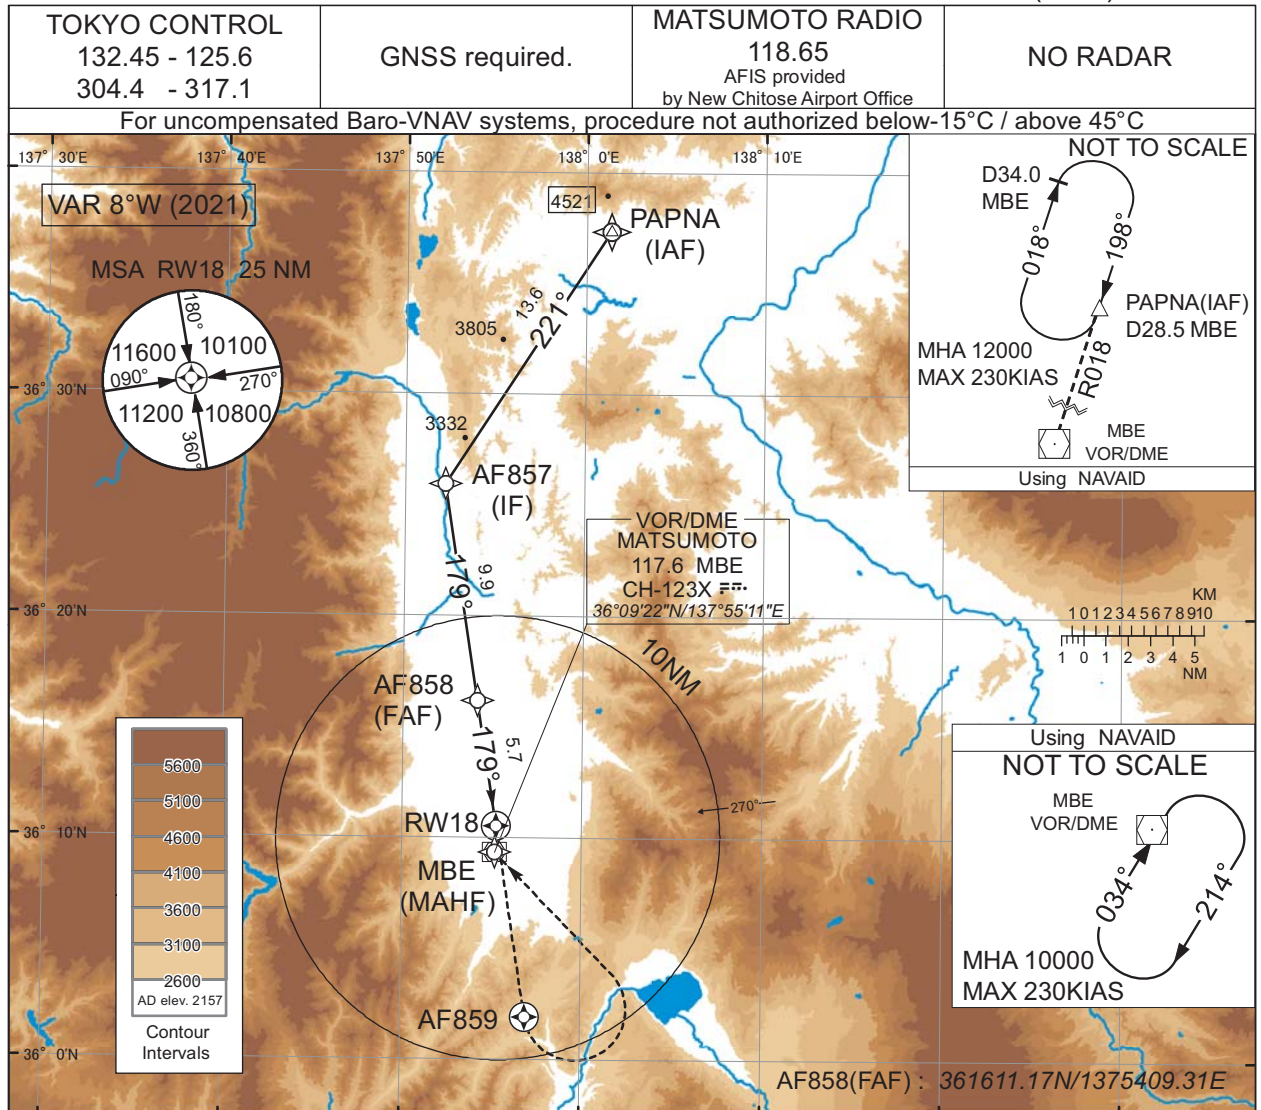 TOKYO CONTROL
132.45 - 125.6
304.4 - 317.1
GNSS required.
MATSUMOTO RADIO
118.65
AFIS provided
by New Chitose Airport Office
NO RADAR
For uncompensated Baro-VNAV systems, procedure not authorized below-15°C / above 45°C
137° 30'E
137° 40'E
137° 50'E
138° 0'E
138° 10'E
VAR 8°W (2021)
MSA RW18 25 NM
180°
11600
10100
090°
270°
11200
10800
360°
4521
PAPNA
(IAF)
13.6
221°
3805
3332
AF857
(IF)
179°
9.9
VOR/DME
MATSUMOTO
117.6 MBE
CH-123X
36°09'22"N/137°55'11"E
10NM
AF858
(FAF)
179°
5.7
RW18
270°
MBE
(MAHF)
AF859
36° 30'N
36° 20'N
36° 10'N
36° 0'N
NOT TO SCALE
D34.0
MBE
018°
198°
PAPNA(IAF)
D28.5 MBE
MHA 12000
MAX 230KIAS
R018
MBE
VOR/DME
Using NAVAID
KM
1 0 1 2 3 4 5 6 7 8 9 10
1 0 1 2 3 4 5
NM
Using NAVAID
NOT TO SCALE
MBE
VOR/DME
034°
214°
MHA 10000
MAX 230KIAS
5600
5100
4600
4100
3600
3100
2600
AD elev. 2157
Contour
Intervals
AF858(FAF) : 361611.17N/1375409.31E